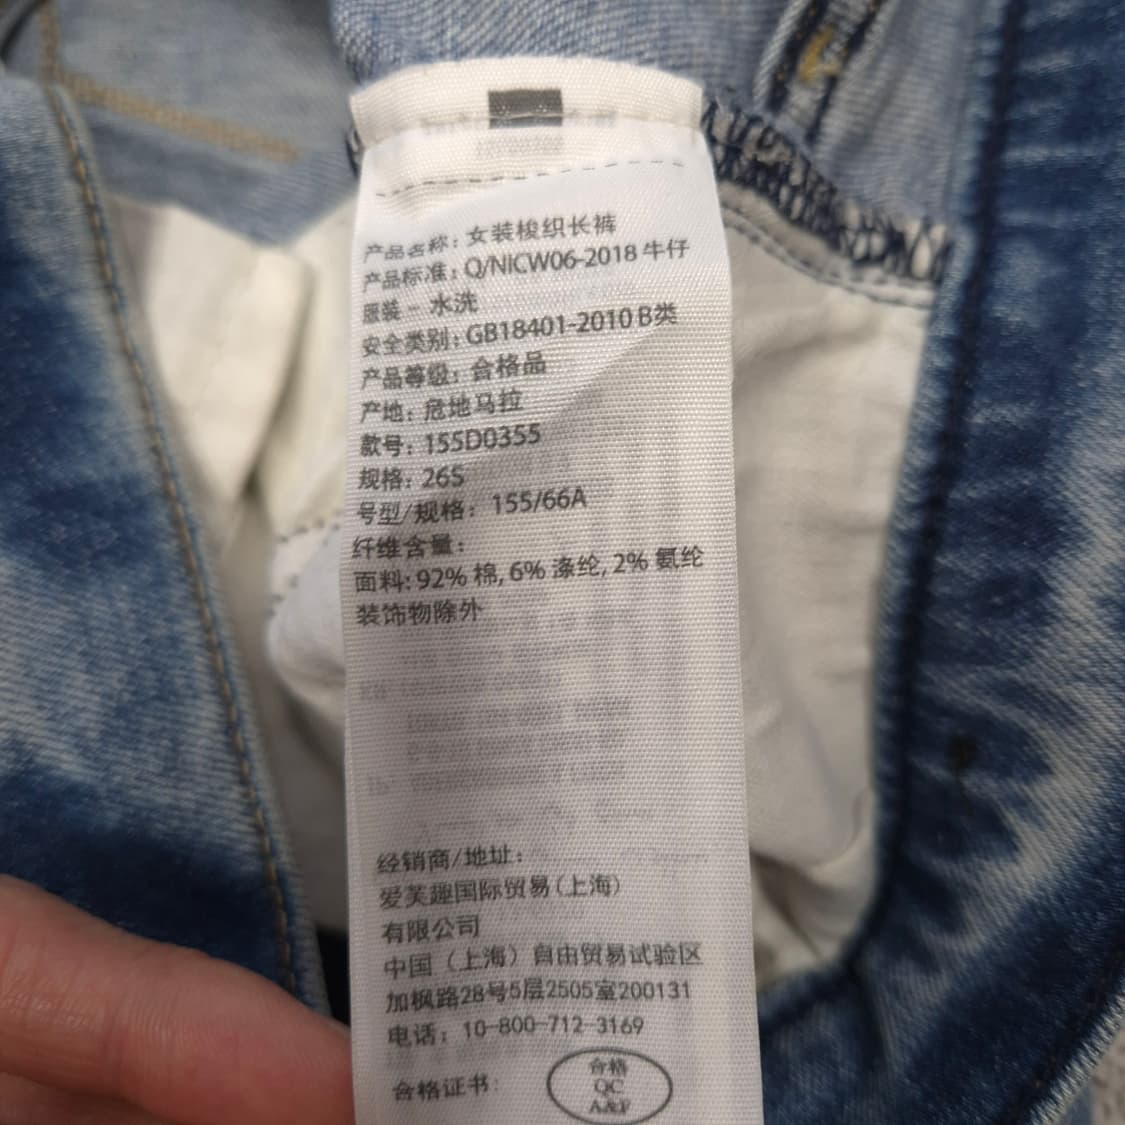 产品名称: 女装梭织长裤
产品标准: Q/NICW06-2018 牛仔
服装 - 水洗
安全类别: GB18401-2010 B类
产品等级: 合格品
产地: 危地马拉
款号: 155D0355
规格: 26S
号型/规格: 155/66A
纤维含量:
面料: 92% 棉, 6% 涤纶, 2% 氨纶
装饰物除外
经销商/地址:
爱芙趣国际贸易(上海)
有限公司
中国（上海）自由贸易试验区
加枫路28号5层2505室200131
电话: 10-800-712-3169
合格证书:
合格
QC
A&F